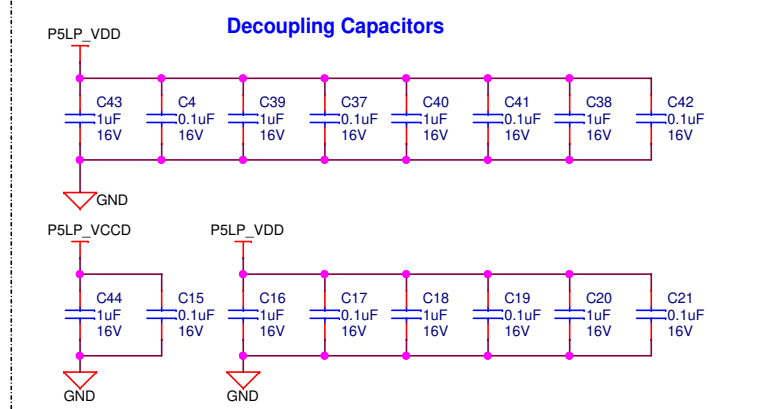 Decoupling Capacitors
P5LP_VDD
C43 C4 C39 C37 C40 C41 C38 C42
1uF 0.1uF 1uF 0.1uF 1uF 0.1uF 1uF 0.1uF
16V 16V 16V 16V 16V 16V 16V 16V
GND
P5LP_VCCD P5LP_VDD
C44 C15 C16 C17 C18 C19 C20 C21
1uF 0.1uF 1uF 0.1uF 1uF 0.1uF 1uF 0.1uF
16V 16V 16V 16V 16V 16V 16V 16V
GND GND